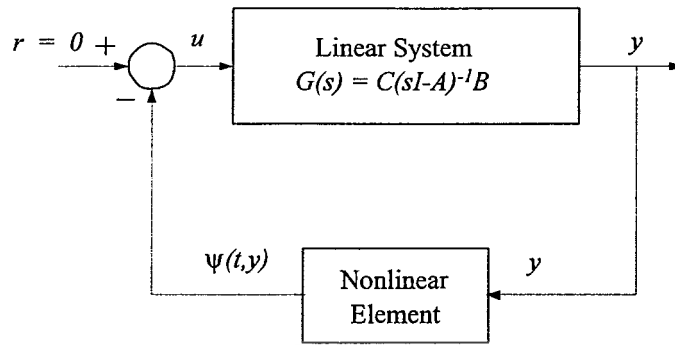 r = 0 +
u
Linear System
G(s) = C(sI-A)⁻¹B
y
−
Ψ(t,y)
Nonlinear
Element
y